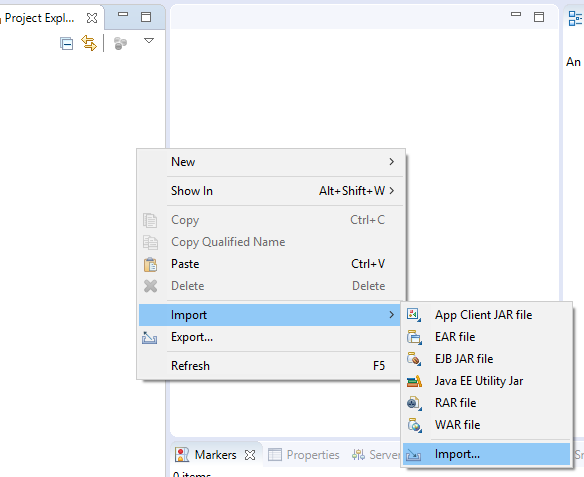 Project Expl...
An
New
Show In Alt+Shift+W
Copy Ctrl+C
Copy Qualified Name
Paste Ctrl+V
Delete Delete
Import
Export...
Refresh F5
App Client JAR file
EAR file
EJB JAR file
Java EE Utility Jar
RAR file
WAR file
Import...
Markers Properties Server
0 items